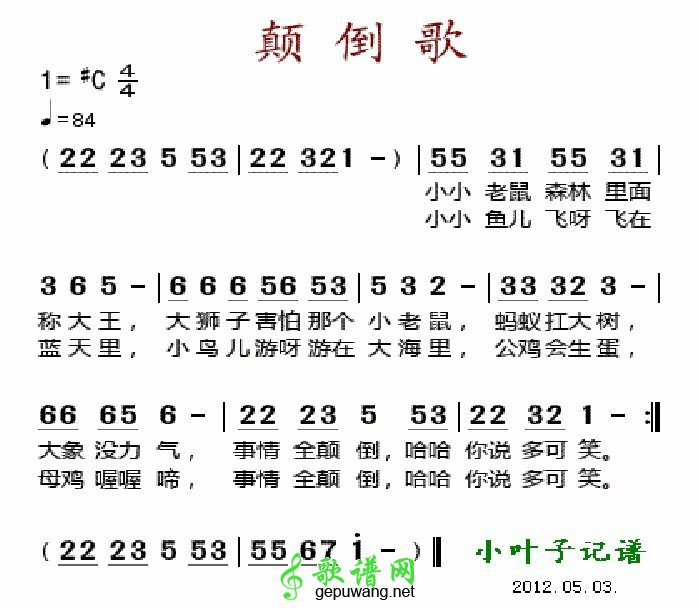 颠倒歌
1= #C 4/4
♩=84
( 22 23 5 53 | 22 321 - ) | 55 31 55 31 |
小小 老鼠 森林 里面
小小 鱼儿 飞呀 飞在
3 6 5 - | 6 6 6 56 53 | 5 3 2 - | 33 32 3 - |
称大王， 大狮子害怕那个 小老鼠， 蚂蚁扛大树，
蓝天里， 小鸟儿游呀游在 大海里， 公鸡会生蛋，
66 65 6 - | 22 23 5 53 | 22 32 1 - :||
大象没力气， 事情全颠倒，哈哈 你说多可笑。
母鸡喔喔啼， 事情全颠倒，哈哈 你说多可笑。
( 22 23 5 53 | 55 67 i - ) ||
小叶子记谱
歌谱网
gepuwang.net
2012.05.03.